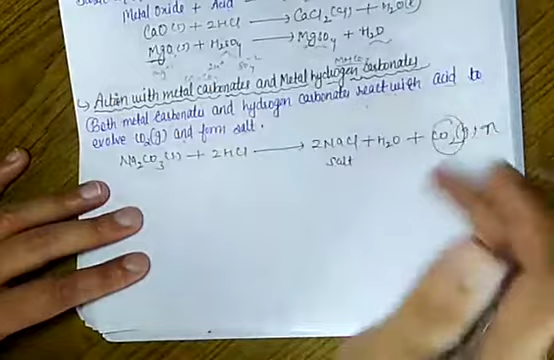 Metal Oxide + Acid
CaO(s) + 2HCl → CaCl2(aq) + H2O(l)
MgO(s) + H2SO4 → MgSO4 + H2O
↳ Action with metal carbonates and Metal hydrogen carbonates
Both metal carbonates and hydrogen carbonates react with acid to
evolve CO2(g) and form salt.
Na2CO3(s) + 2HCl → 2NaCl + H2O + CO2(g)↑
salt